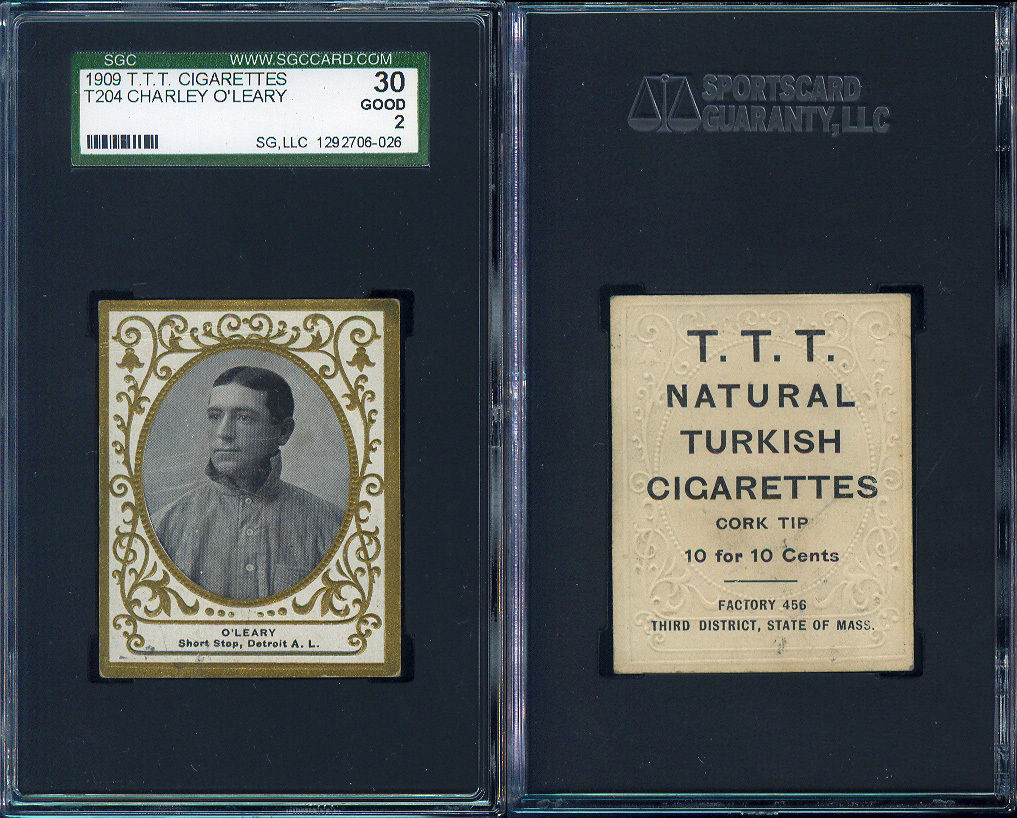 SGC WWW.SGCCARD.COM
1909 T.T.T. CIGARETTES 30
T204 CHARLEY O'LEARY GOOD
2
SG, LLC 1292706-026
O'LEARY
Short Stop, Detroit A. L.
SPORTSCARD
GUARANTY, LLC
T. T. T.
NATURAL
TURKISH
CIGARETTES
CORK TIP
10 for 10 Cents
FACTORY 456
THIRD DISTRICT, STATE OF MASS.